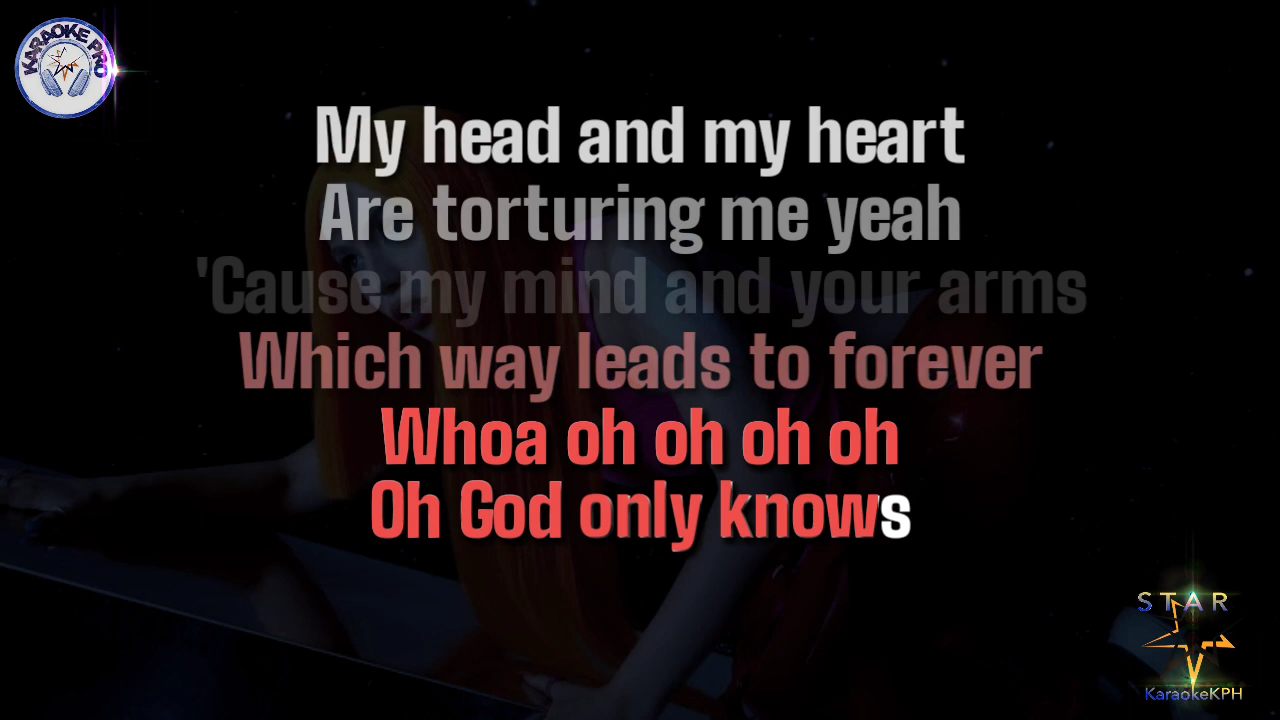 KARAOKE PRO
My head and my heart
Are torturing me yeah
'Cause my mind and your arms
Which way leads to forever
Whoa oh oh oh oh
Oh God only knows
STAR
KaraokeKPH